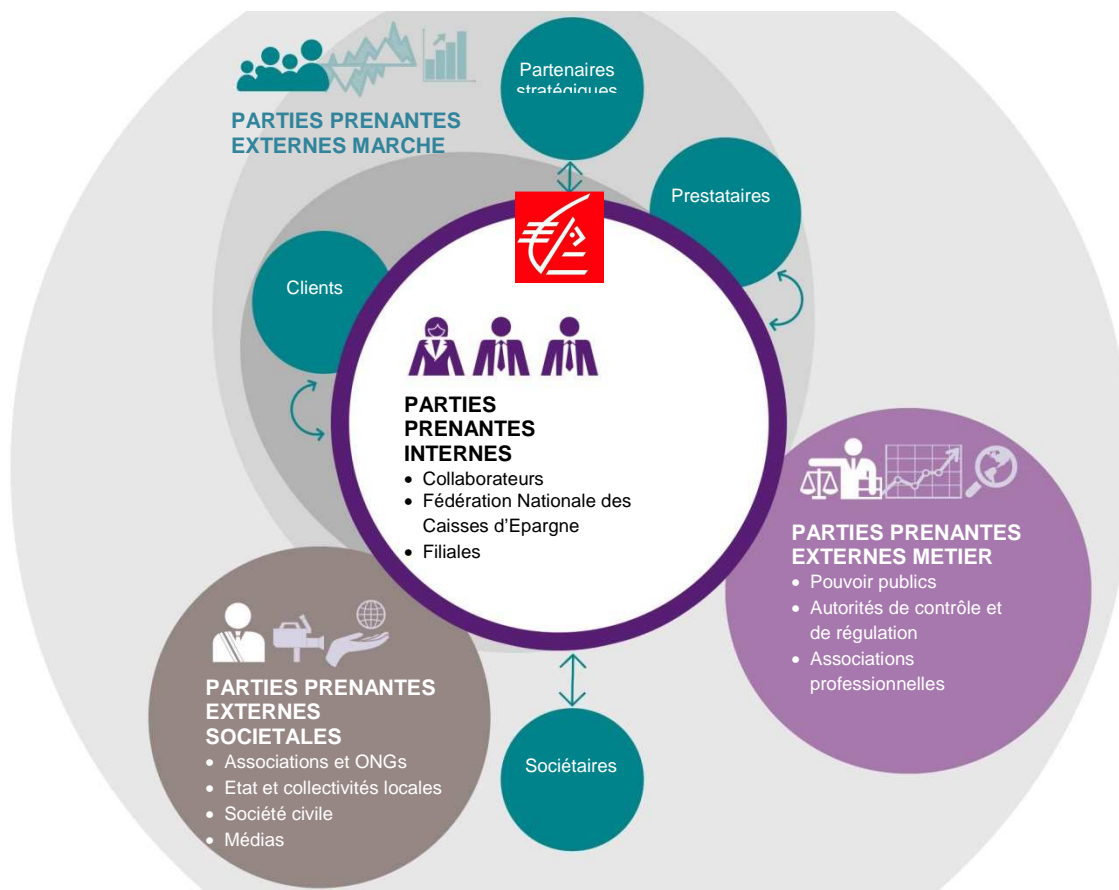 Partenaires
stratégiques
PARTIES PRENANTES
EXTERNES MARCHE
Prestataires
Clients
PARTIES
PRENANTES
INTERNES
• Collaborateurs
• Fédération Nationale des
Caisses d’Epargne
• Filiales
PARTIES PRENANTES
EXTERNES METIER
• Pouvoir publics
• Autorités de contrôle et
de régulation
• Associations
professionnelles
PARTIES PRENANTES
EXTERNES
SOCIETALES
• Associations et ONGs
• Etat et collectivités locales
• Société civile
• Médias
Sociétaires